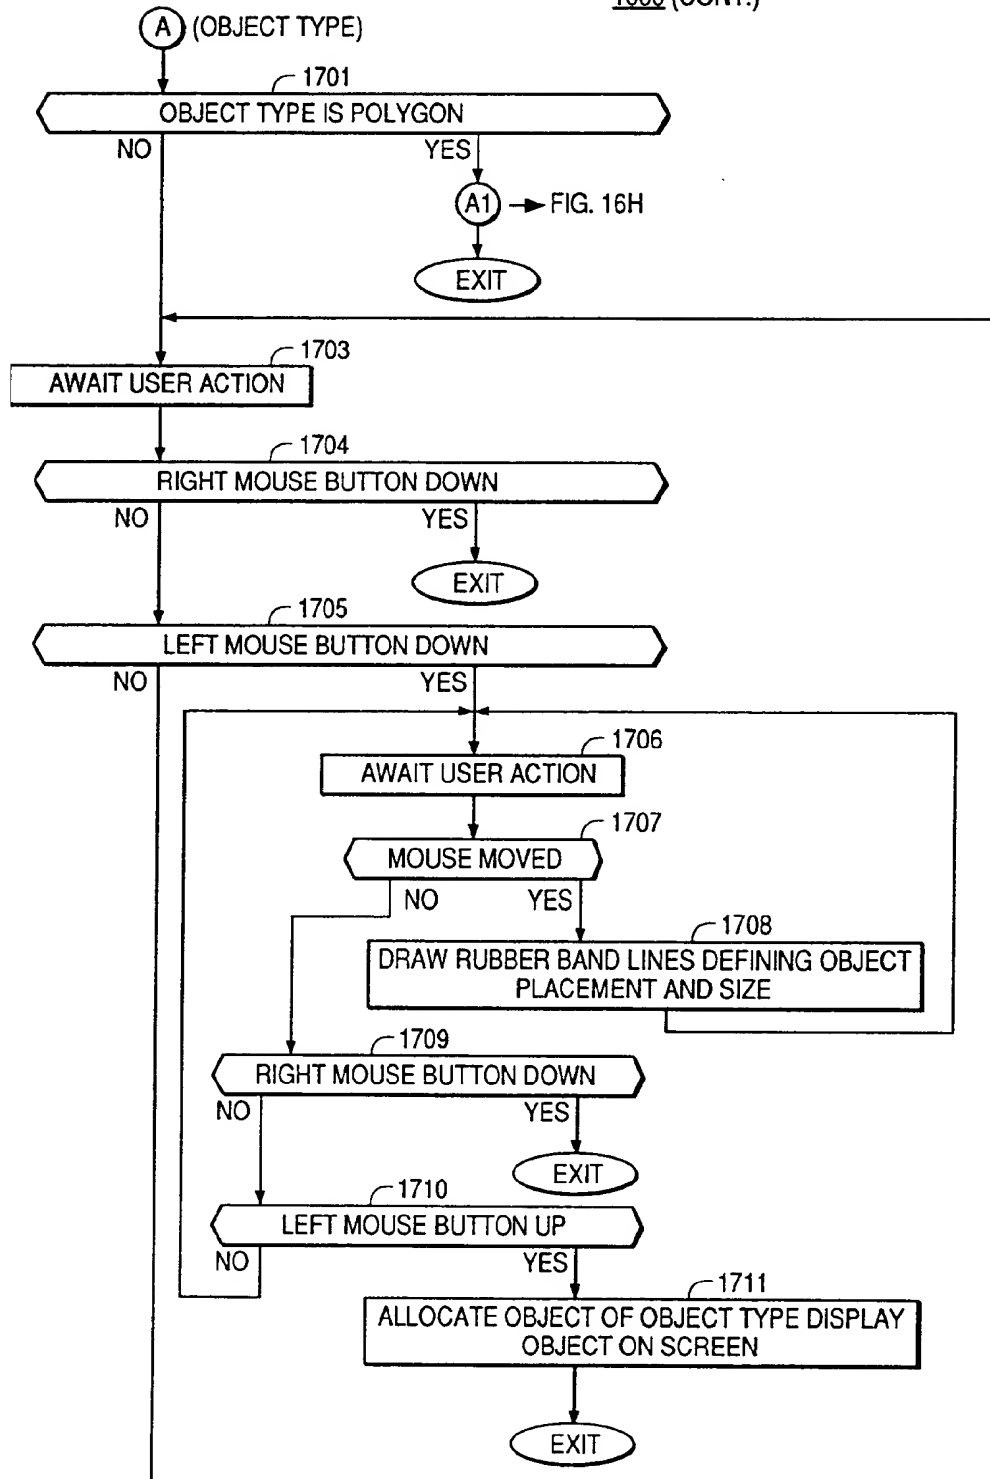 (CONT.)
A (OBJECT TYPE)
1701
OBJECT TYPE IS POLYGON
NO YES
A1 FIG. 16H
EXIT
1703
AWAIT USER ACTION
1704
RIGHT MOUSE BUTTON DOWN
NO YES
EXIT
1705
LEFT MOUSE BUTTON DOWN
NO YES
1706
AWAIT USER ACTION
1707
MOUSE MOVED
NO YES
1708
DRAW RUBBER BAND LINES DEFINING OBJECT
PLACEMENT AND SIZE
1709
RIGHT MOUSE BUTTON DOWN
NO YES
EXIT
1710
LEFT MOUSE BUTTON UP
NO YES
1711
ALLOCATE OBJECT OF OBJECT TYPE DISPLAY
OBJECT ON SCREEN
EXIT